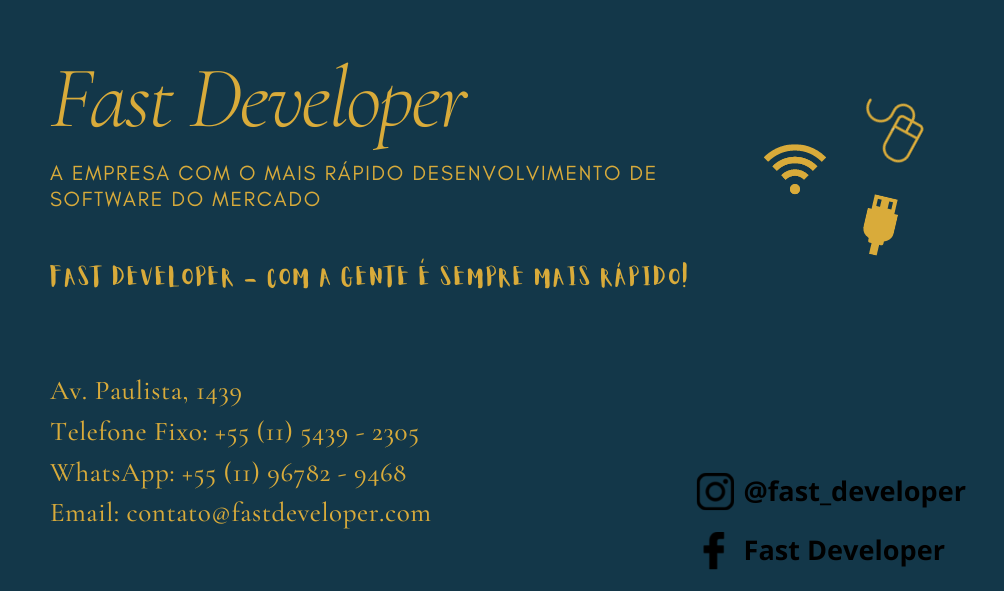 Fast Developer
A EMPRESA COM O MAIS RÁPIDO DESENVOLVIMENTO DE
SOFTWARE DO MERCADO
FAST DEVELOPER - COM A GENTE É SEMPRE MAIS RÁPIDO!
Av. Paulista, 1439
Telefone Fixo: +55 (11) 5439 - 2305
WhatsApp: +55 (11) 96782 - 9468
Email: contato@fastdeveloper.com
@fast_developer
Fast Developer